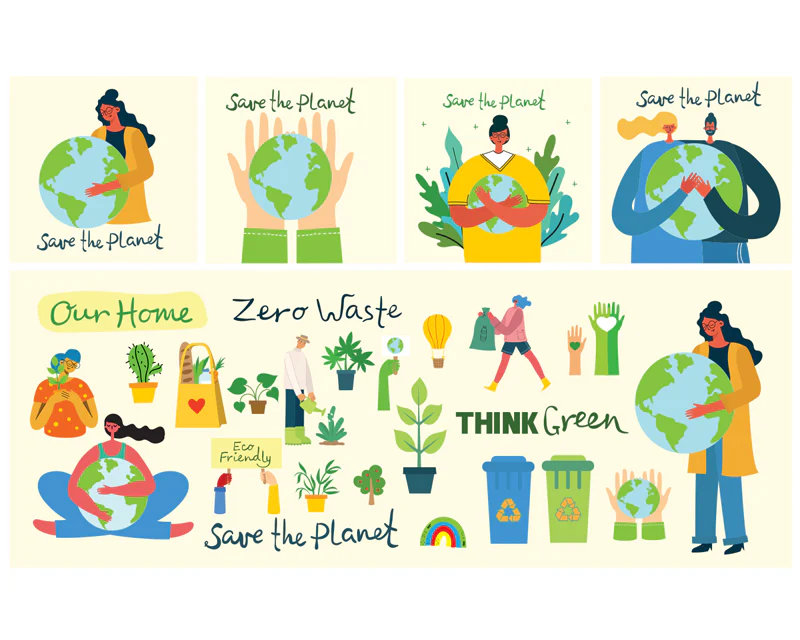 Save the Planet
Save the Planet
Save the Planet
Save the Planet
Our Home
Zero Waste
THINK Green
Eco
Friendly
Save the Planet